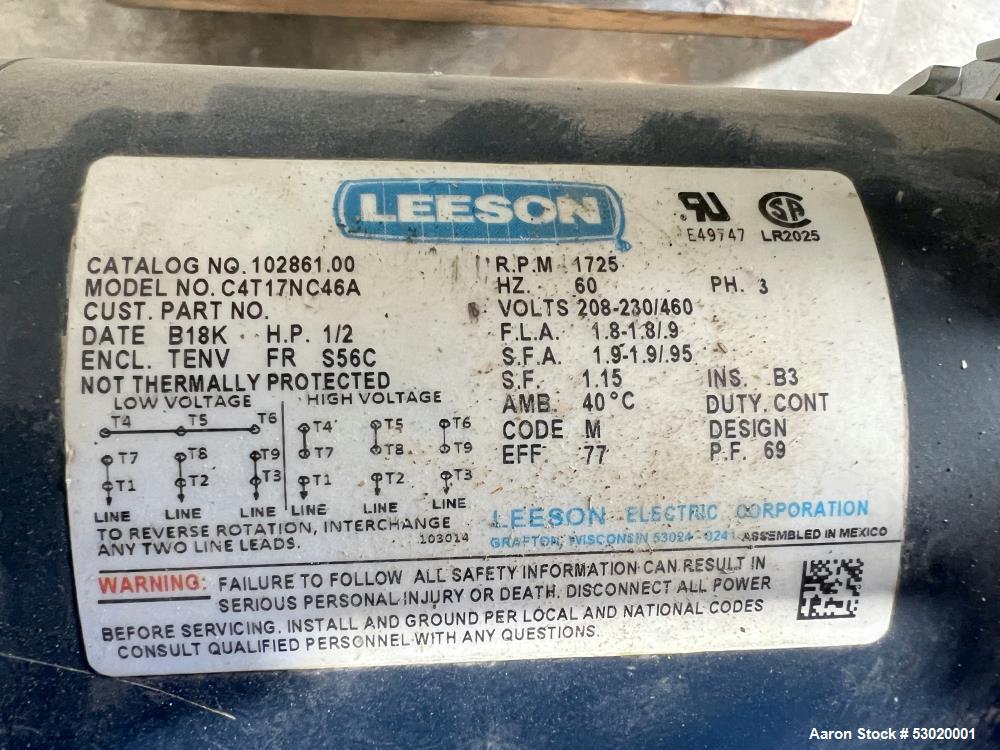 LEESON
E49747 LR2025
CATALOG NO. 102861.00
MODEL NO. C4T17NC46A
CUST. PART NO.
DATE B18K H.P. 1/2
ENCL. TENV FR S56C
NOT THERMALLY PROTECTED
R.P.M 1725
HZ. 60 PH. 3
VOLTS 208-230/460
F.L.A. 1.8-1.8/.9
S.F.A. 1.9-1.9/.95
S.F. 1.15 INS. B3
AMB. 40°C DUTY. CONT
CODE M DESIGN
EFF 77 P.F. 69
LOW VOLTAGE HIGH VOLTAGE
T4 T5 T6 T4 T5 T6
T7 T8 T9 T7 T8 T9
T1 T2 T3 T1 T2 T3
LINE LINE LINE LINE LINE LINE
TO REVERSE ROTATION, INTERCHANGE
ANY TWO LINE LEADS. 103014
LEESON ELECTRIC CORPORATION
GRAFTON, WISCONSIN 53024-0241 ASSEMBLED IN MEXICO
WARNING: FAILURE TO FOLLOW ALL SAFETY INFORMATION CAN RESULT IN
SERIOUS PERSONAL INJURY OR DEATH. DISCONNECT ALL POWER
BEFORE SERVICING. INSTALL AND GROUND PER LOCAL AND NATIONAL CODES
CONSULT QUALIFIED PERSONNEL WITH ANY QUESTIONS.
Aaron Stock # 53020001